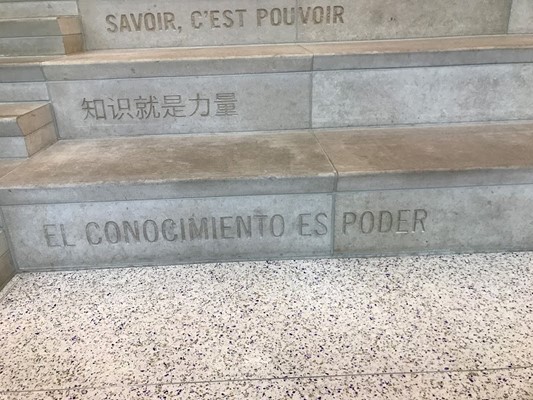 SAVOIR, C'EST POUVOIR
知识就是力量
EL CONOCIMIENTO ES PODER